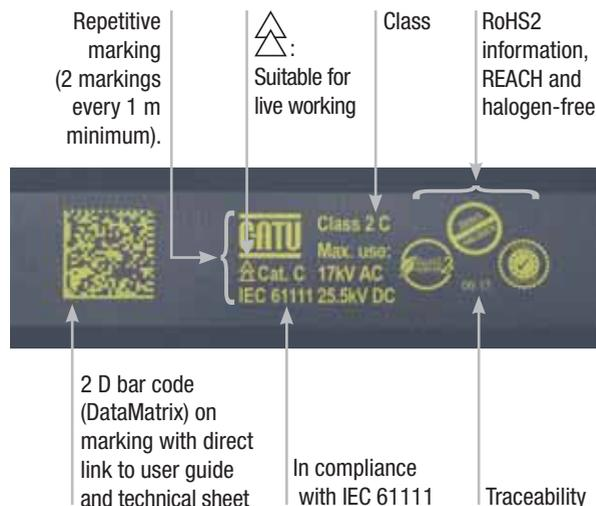 Repetitive
marking
(2 markings
every 1 m
minimum).
:
Suitable for
live working
Class
RoHS2
information,
REACH and
halogen-free
CATU
Class 2 C
Max. use:
Cat. C 17kV AC
IEC 61111 25.5kV DC
06 17
2 D bar code
(DataMatrix) on
marking with direct
link to user guide
and technical sheet
In compliance
with IEC 61111
Traceability